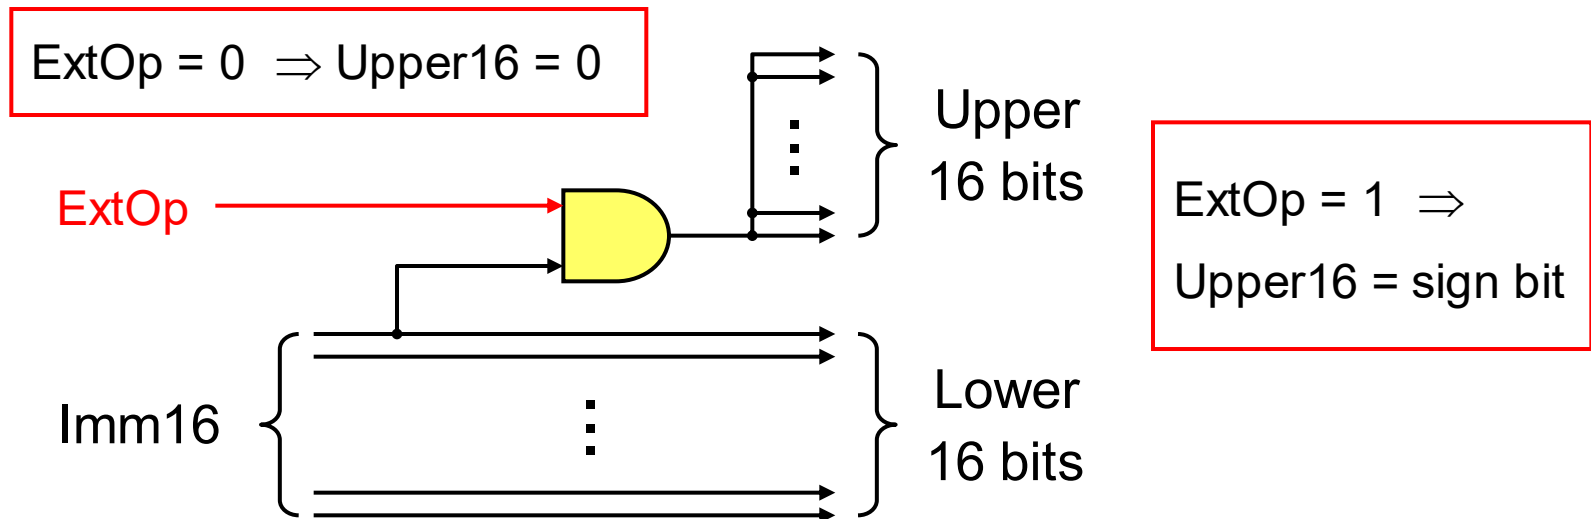 ExtOp = 0 ⇒ Upper16 = 0
Upper
16 bits
ExtOp
ExtOp = 1 ⇒
Upper16 = sign bit
Imm16
Lower
16 bits